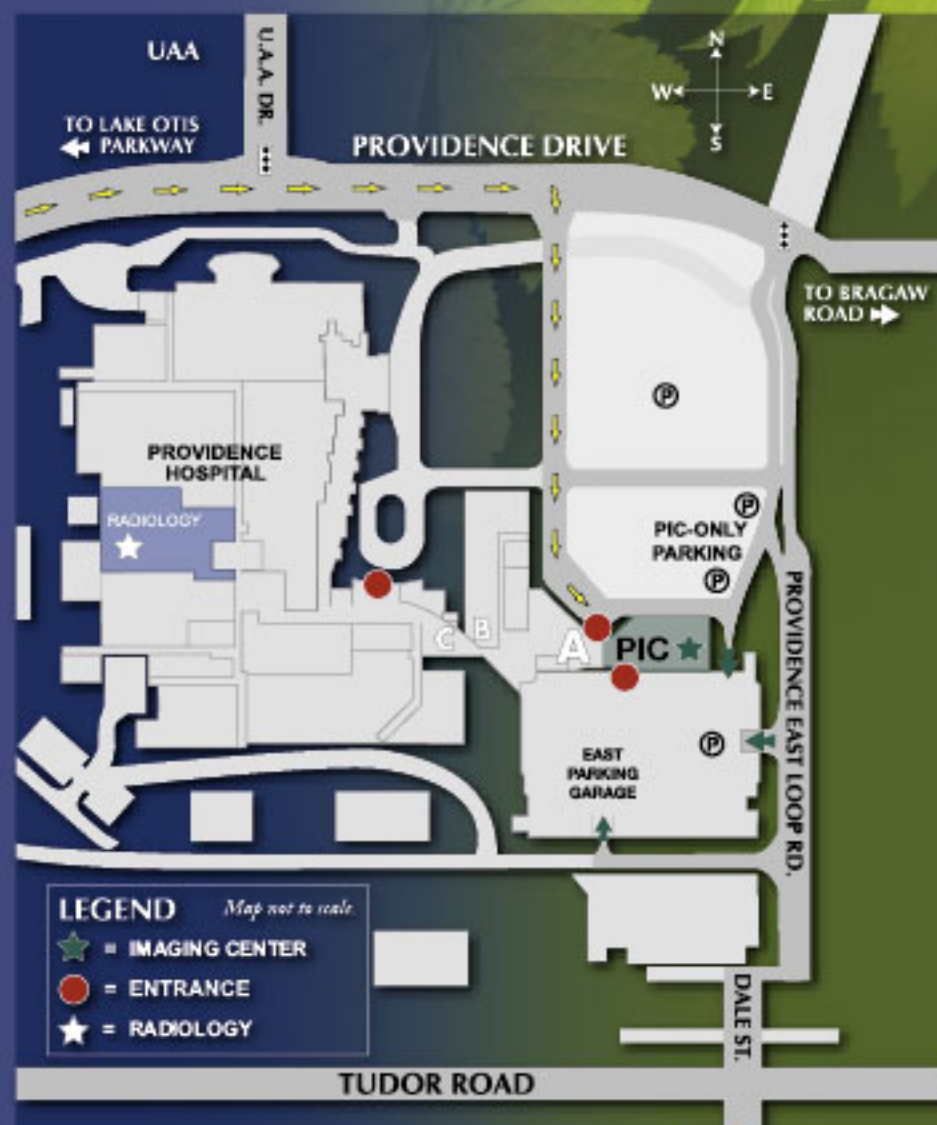 UAA
U.A.A. DR.
N
W E
S
TO LAKE OTIS
PARKWAY
PROVIDENCE DRIVE
TO BRAGAW
ROAD
P
PROVIDENCE
HOSPITAL
RADIOLOGY
P
PIC-ONLY
PARKING
P
PROVIDENCE EAST LOOP RD.
C
B
A
PIC
P
EAST
PARKING
GARAGE
LEGEND
Map not to scale.
= IMAGING CENTER
= ENTRANCE
= RADIOLOGY
DALE ST.
TUDOR ROAD